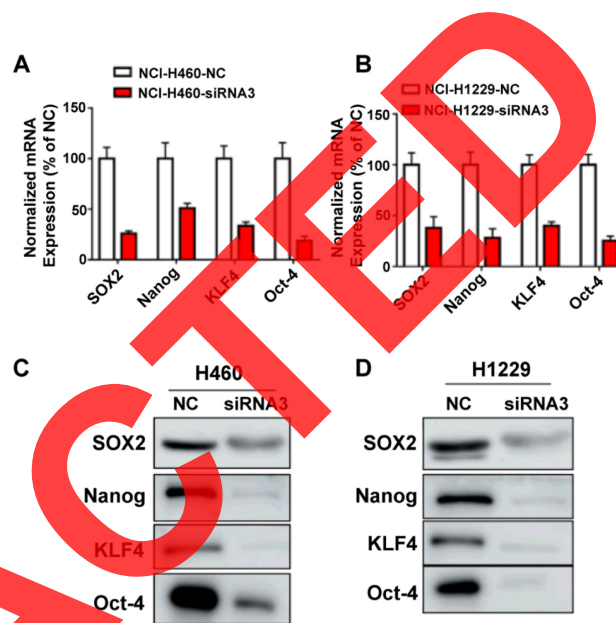 A
NCI-H460-NC
NCI-H460-siRNA3
Normalized mRNA
Expression (% of NC)
150
100
50
0
SOX2
Nanog
KLF4
Oct-4
B
NCI-H1229-NC
NCI-H1229-siRNA3
Normalized mRNA
Expression (% of NC)
150
100
50
0
SOX2
Nanog
KLF4
Oct-4
C
H460
NC siRNA3
SOX2
Nanog
KLF4
Oct-4
D
H1229
NC siRNA3
SOX2
Nanog
KLF4
Oct-4
ACTED